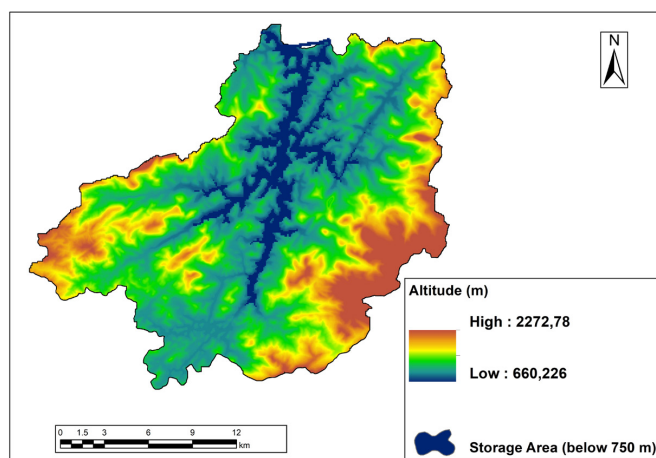 N
Altitude (m)
High : 2272,78
Low : 660,226
Storage Area (below 750 m)
0 1.5 3 6 9 12
km